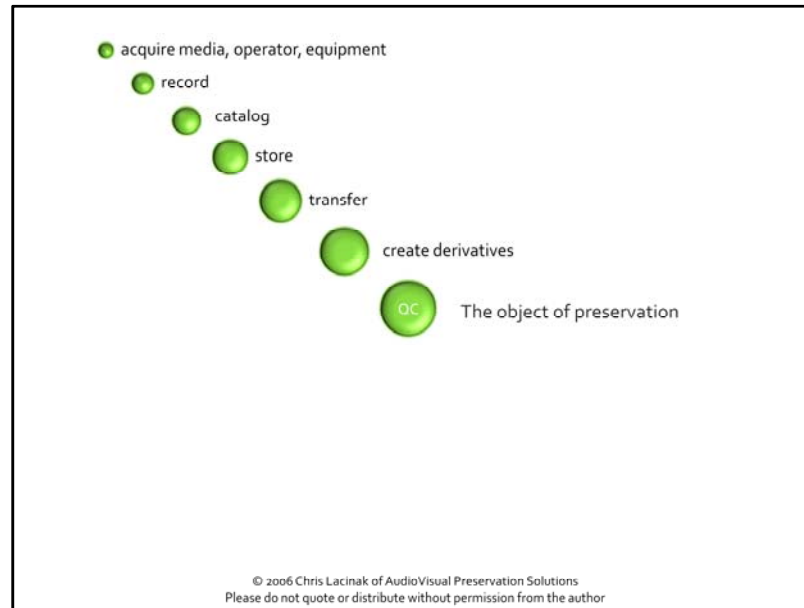 acquire media, operator, equipment
record
catalog
store
transfer
create derivatives
QC The object of preservation
© 2006 Chris Lacinak of AudioVisual Preservation Solutions
Please do not quote or distribute without permission from the author